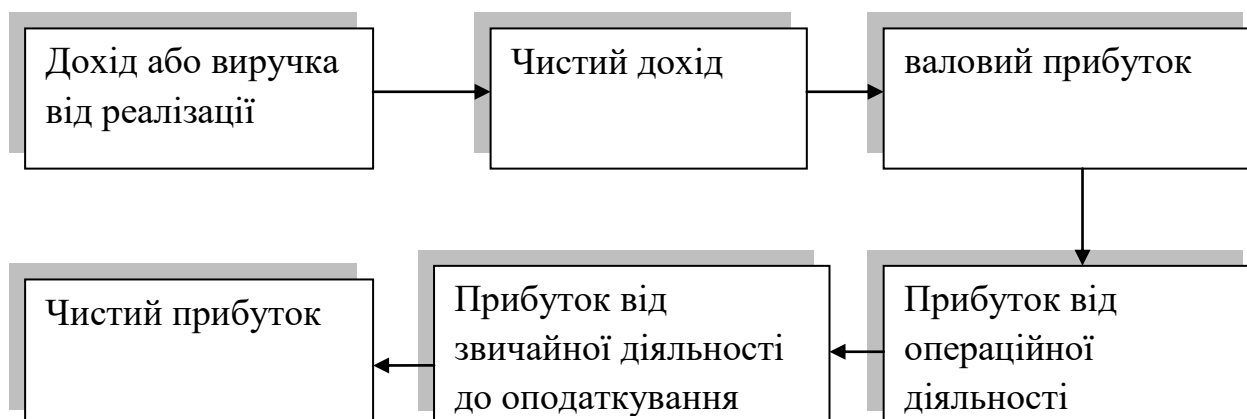 Дохід або виручка
від реалізації
Чистий дохід
валовий прибуток
Прибуток від
операційної
діяльності
Прибуток від
звичайної діяльності
до оподаткування
Чистий прибуток